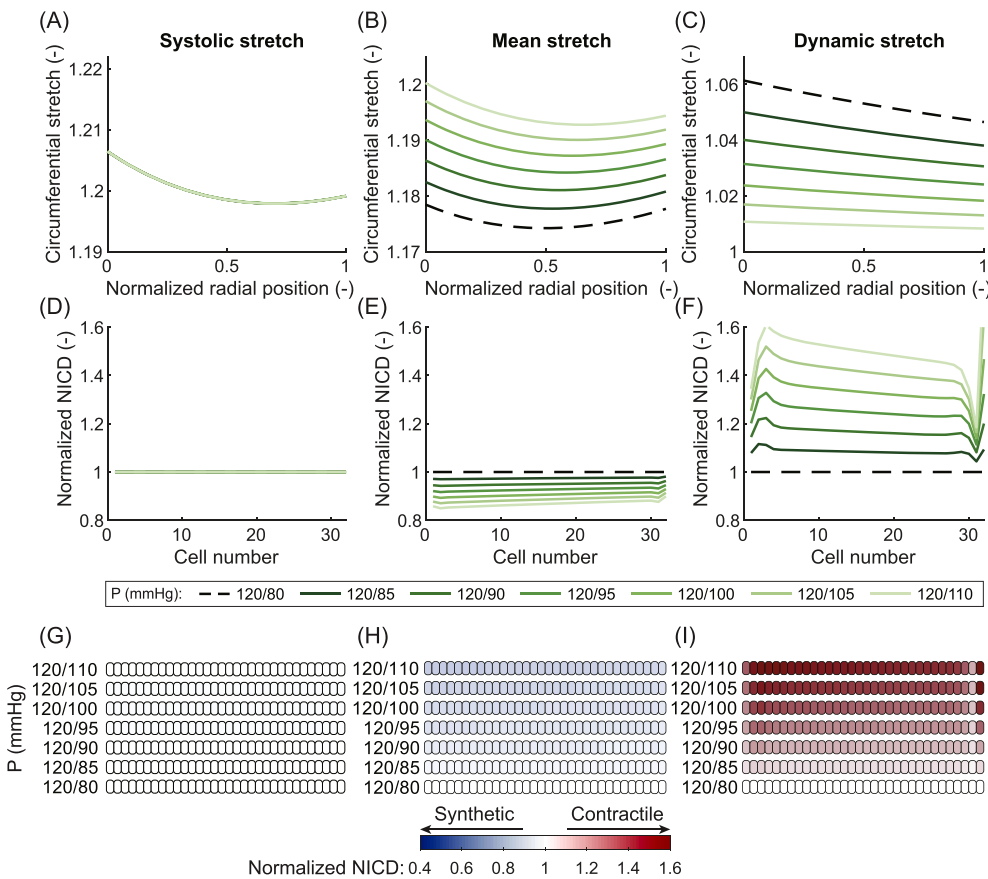 (A) Systolic stretch
Circumferential stretch (-)
1.22
1.21
1.2
1.19
0 0.5 1
Normalized radial position (-)
(B) Mean stretch
Circumferential stretch (-)
1.2
1.19
1.18
1.17
0 0.5 1
Normalized radial position (-)
(C) Dynamic stretch
Circumferential stretch (-)
1.06
1.04
1.02
1
0 0.5 1
Normalized radial position (-)
(D)
Normalized NICD (-)
1.6
1.4
1.2
1
0.8
0 10 20 30
Cell number
(E)
Normalized NICD (-)
1.6
1.4
1.2
1
0.8
0 10 20 30
Cell number
(F)
Normalized NICD (-)
1.6
1.4
1.2
1
0.8
0 10 20 30
Cell number
P (mmHg): 120/80 120/85 120/90 120/95 120/100 120/105 120/110
(G)
P (mmHg)
120/110
120/105
120/100
120/95
120/90
120/85
120/80
(H)
120/110
120/105
120/100
120/95
120/90
120/85
120/80
(I)
120/110
120/105
120/100
120/95
120/90
120/85
120/80
Synthetic Contractile
Normalized NICD: 0.4 0.6 0.8 1 1.2 1.4 1.6